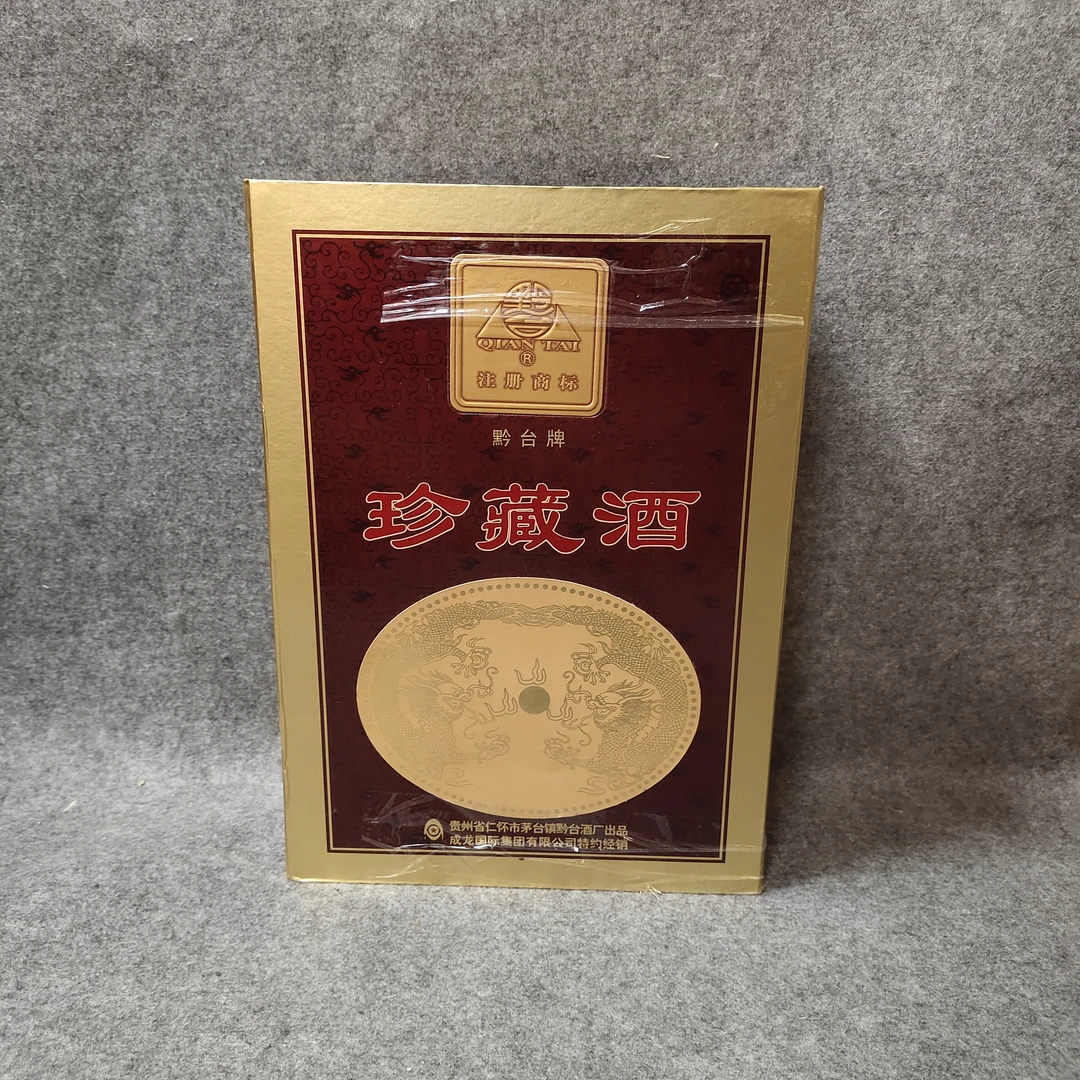 QIAN TAI
®
注册商标
黔台牌
珍藏酒
贵州省仁怀市茅台镇黔台酒厂出品
成龙国际集团有限公司特约经销